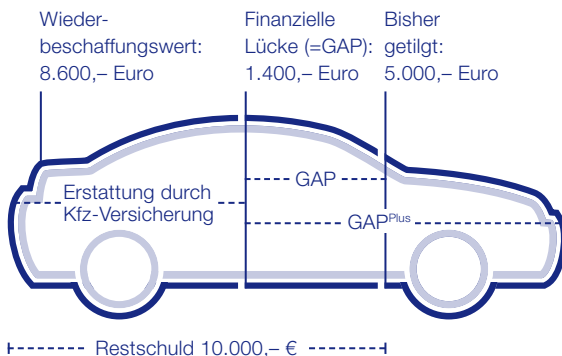 Wieder-
beschaffungswert:
8.600,– Euro
Finanzielle
Lücke (=GAP):
1.400,– Euro
Bisher
getilgt:
5.000,– Euro
Erstattung durch
Kfz-Versicherung
GAP
GAPPlus
Restschuld 10.000,– €